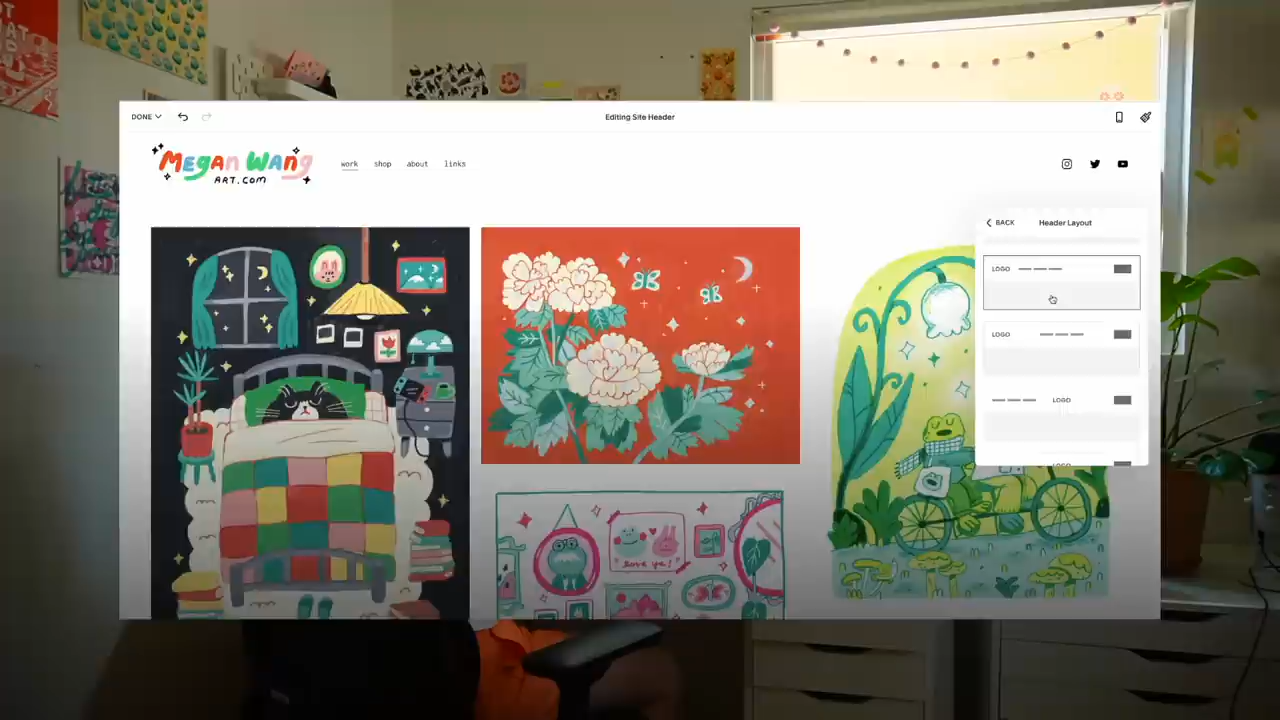 DONE
Editing Site Header
MEGAN WANG
ART.COM
work
shop
about
links
BACK
Header Layout
LOGO
LOGO
LOGO
Love ya!